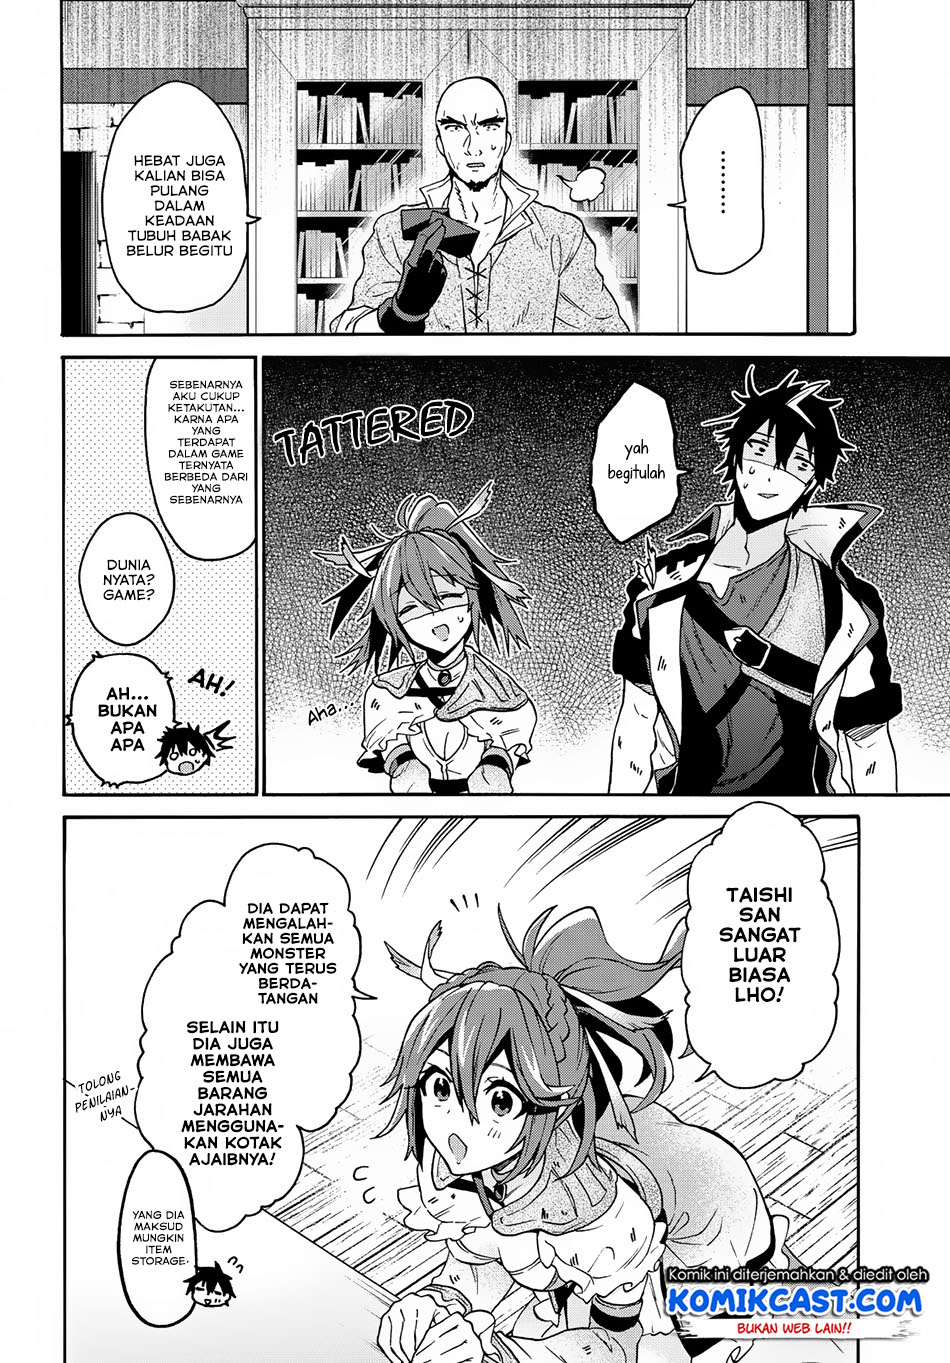 .........
HEBAT JUGA
KALIAN BISA
PULANG
DALAM
KEADAAN
TUBUH BABAK
BELUR BEGITU
yah
begitulah
TATTERED
Aha...
SEBENARNYA
AKU CUKUP
KETAKUTAN...
KARNA APA
YANG
TERDAPAT
DALAM GAME
TERNYATA
BERBEDA DARI
YANG
SEBENARNYA
DUNIA
NYATA?
GAME?
AH!
AH...
BUKAN
APA
APA
TAISHI
SAN
SANGAT
LUAR
BIASA
LHO!
DIA DAPAT
MENGALAH-
KAN SEMUA
MONSTER
YANG TERUS
BERDA-
TANGAN
SELAIN ITU
DIA JUGA
MEMBAWA
SEMUA
BARANG
JARAHAN
MENGGUNA-
KAN KOTAK
AJAIBNYA!
TOLONG
PENILAIAN-
NYA
YANG DIA
MAKSUD
MUNGKIN
ITEM
STORAGE.
Komik ini diterjemahkan & diedit oleh
KOMIKCAST.COM
BUKAN WEB LAIN!!